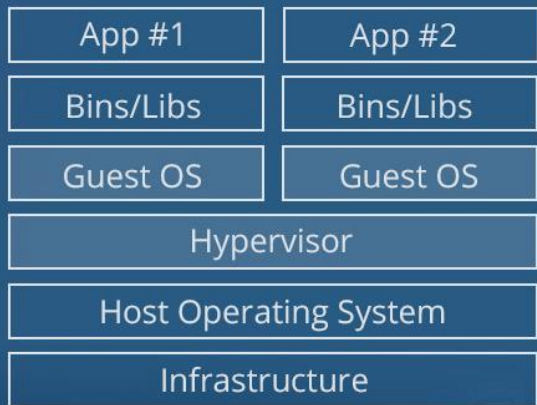 App #1 App #2
Bins/Libs Bins/Libs
Guest OS Guest OS
Hypervisor
Host Operating System
Infrastructure